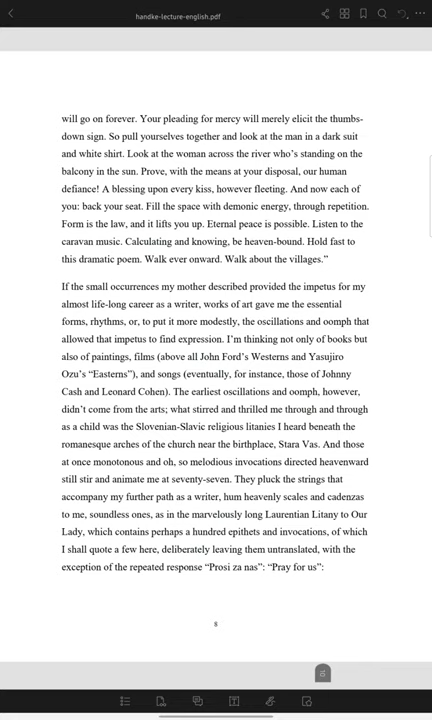 handke-lecture-english.pdf
will go on forever. Your pleading for mercy will merely elicit the thumbs-
down sign. So pull yourselves together and look at the man in a dark suit
and white shirt. Look at the woman across the river who’s standing on the
balcony in the sun. Prove, with the means at your disposal, our human
defiance! A blessing upon every kiss, however fleeting. And now each of
you: back your seat. Fill the space with demonic energy, through repetition.
Form is the law, and it lifts you up. Eternal peace is possible. Listen to the
caravan music. Calculating and knowing, be heaven-bound. Hold fast to
this dramatic poem. Walk ever onward. Walk about the villages.”
If the small occurrences my mother described provided the impetus for my
almost life-long career as a writer, works of art gave me the essential
forms, rhythms, or, to put it more modestly, the oscillations and oomph that
allowed that impetus to find expression. I’m thinking not only of books but
also of paintings, films (above all John Ford’s Westerns and Yasujiro
Ozu’s “Easterns”), and songs (eventually, for instance, those of Johnny
Cash and Leonard Cohen). The earliest oscillations and oomph, however,
didn’t come from the arts; what stirred and thrilled me through and through
as a child was the Slovenian-Slavic religious litanies I heard beneath the
romanesque arches of the church near the birthplace, Stara Vas. And those
at once monotonous and oh, so melodious invocations directed heavenward
still stir and animate me at seventy-seven. They pluck the strings that
accompany my further path as a writer, hum heavenly scales and cadenzas
to me, soundless ones, as in the marvelously long Laurentian Litany to Our
Lady, which contains perhaps a hundred epithets and invocations, of which
I shall quote a few here, deliberately leaving them untranslated, with the
exception of the repeated response “Prosi za nas”: “Pray for us”:
8